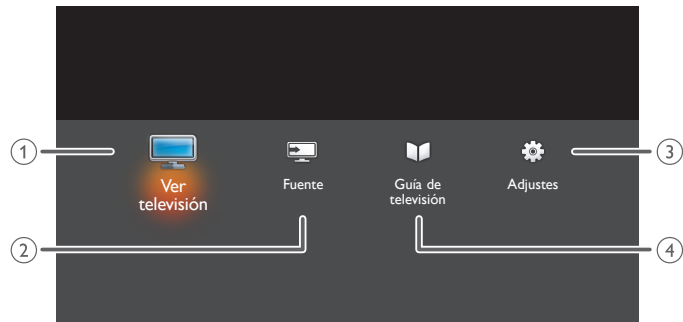 1
Ver
televisión
Fuente
Guía de
televisión
Adjustes
3
2
4